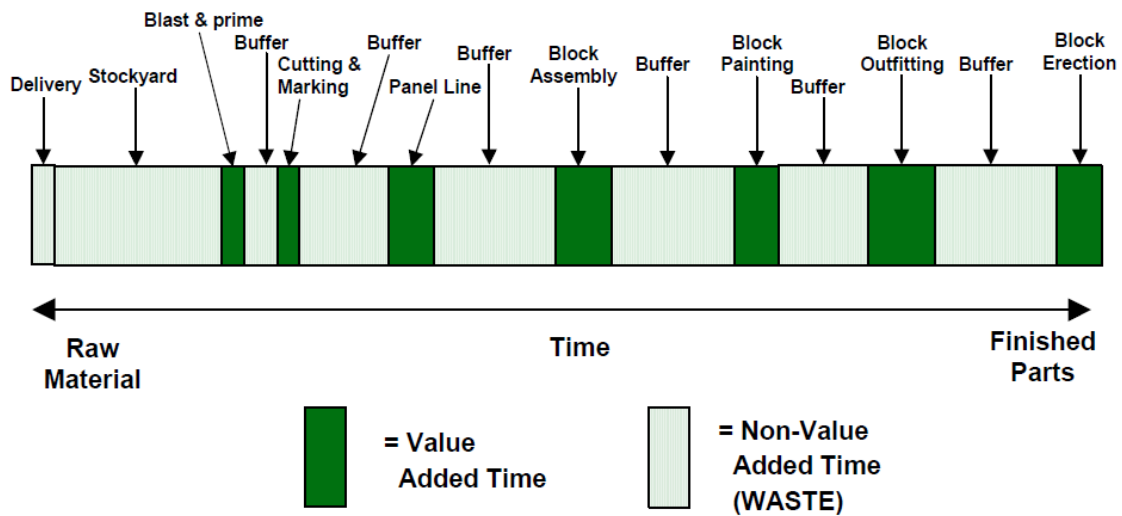 Blast & prime
Buffer
Buffer
Buffer
Block
Assembly
Buffer
Block
Painting
Buffer
Block
Outfitting
Buffer
Block
Erection
Delivery
Stockyard
Cutting &
Marking
Panel Line
Raw
Material
Time
Finished
Parts
= Value
Added Time
= Non-Value
Added Time
(WASTE)